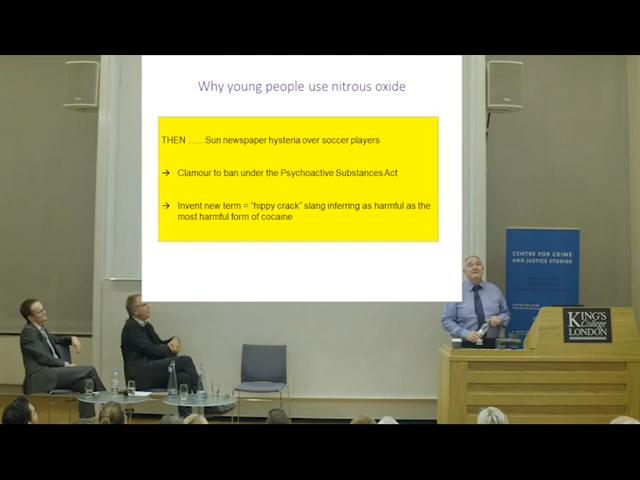 Why young people use nitrous oxide
THEN ……Sun newspaper hysteria over soccer players
→ Clamour to ban under the Psychoactive Substances Act
→ Invent new term = “hippy crack” slang inferring as harmful as the
most harmful form of cocaine
CENTRE FOR CRIME
AND JUSTICE STUDIES
KING'S
College
LONDON